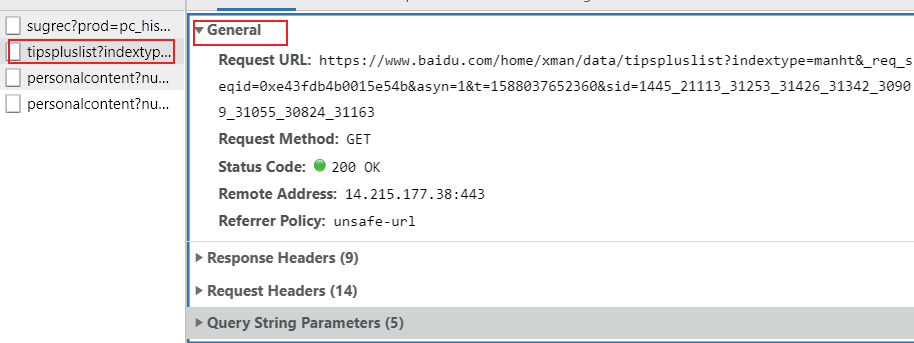 sugrec?prod=pc_his...
tipspluslist?indextyp...
personalcontent?nu...
personalcontent?nu...
General
Request URL: https://www.baidu.com/home/xman/data/tipspluslist?indextype=manht&_req_s
eqid=0xe43fdb4b0015e54b&asyn=1&t=1588037652360&sid=1445_21113_31253_31426_31342_3090
9_31055_30824_31163
Request Method: GET
Status Code: 200 OK
Remote Address: 14.215.177.38:443
Referrer Policy: unsafe-url
Response Headers (9)
Request Headers (14)
Query String Parameters (5)